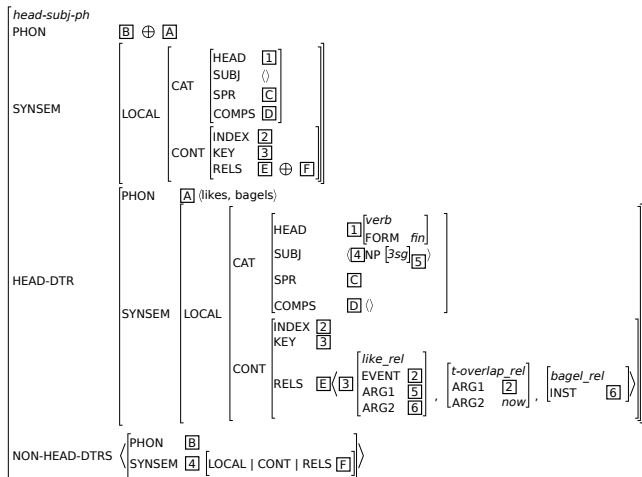 head-subj-ph
PHON B ⊕ A
SYNSEM LOCAL CAT HEAD 1
SUBJ ⟨⟩
SPR C
COMPS D
CONT INDEX 2
KEY 3
RELS E ⊕ F
HEAD-DTR PHON A ⟨likes, bagels⟩
SYNSEM LOCAL CAT HEAD 1 verb
FORM fin
SUBJ ⟨4 NP [3sg] 5⟩
SPR C
COMPS D ⟨⟩
CONT INDEX 2
KEY 3
RELS E ⟨ 3 [like_rel
EVENT 2
ARG1 5
ARG2 6] , [t-overlap_rel
ARG1 2
ARG2 now] , [bagel_rel
INST 6] ⟩
NON-HEAD-DTRS ⟨ [PHON B
SYNSEM 4 [LOCAL | CONT | RELS F]] ⟩